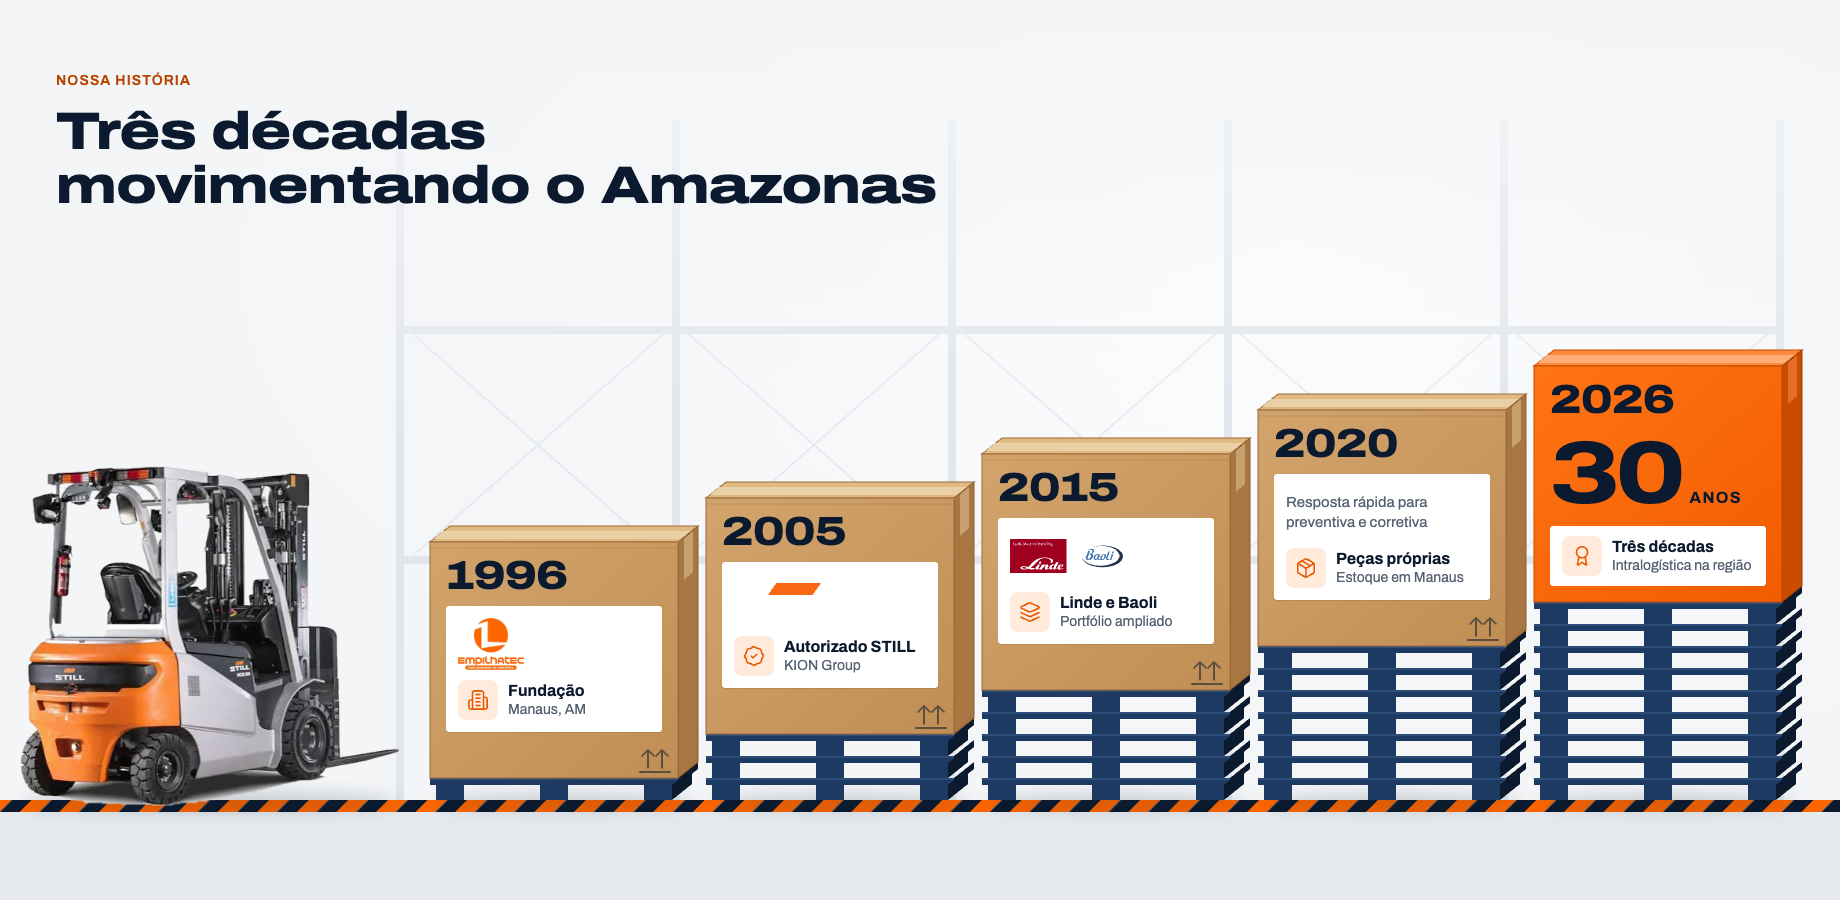 NOSSA HISTÓRIA
Três décadas
movimentando o Amazonas
STILL
STILL
STILL
1996
EMPILHATEC
Fundação
Manaus, AM
2005
Autorizado STILL
KION Group
2015
Linde
Baoli
Linde e Baoli
Portfólio ampliado
2020
Resposta rápida para
preventiva e corretiva
Peças próprias
Estoque em Manaus
2026
30 ANOS
Três décadas
Intralogística na região